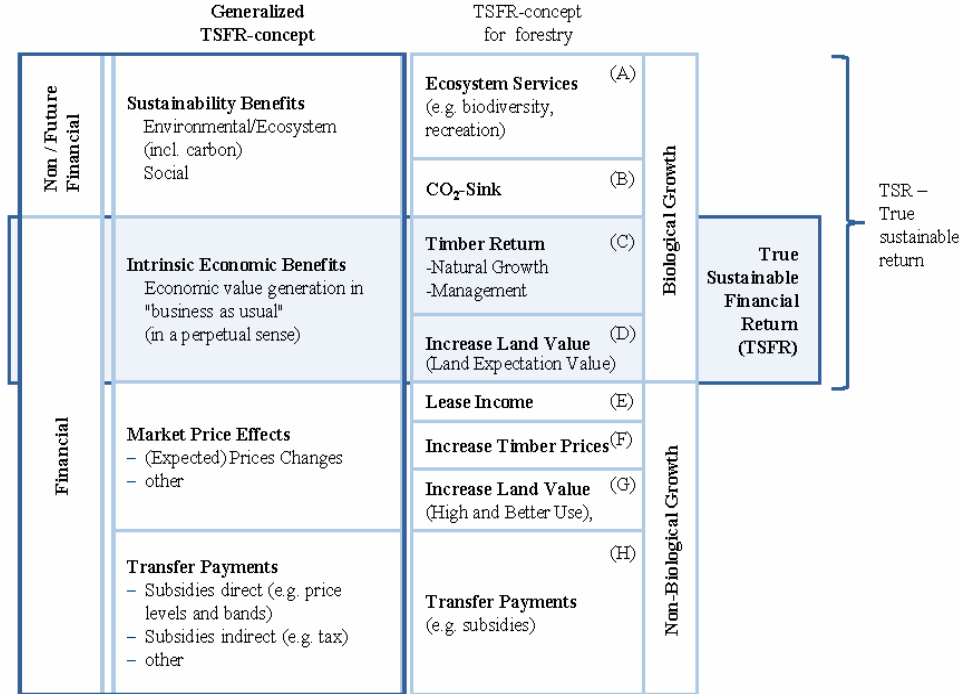 Generalized
TSFR-concept
TSFR-concept
for forestry
Non / Future
Financial
Sustainability Benefits
Environmental/Ecosystem
(incl. carbon)
Social
Ecosystem Services
(e.g. biodiversity,
recreation)
(A)
CO₂-Sink
(B)
Biological Growth
TSR –
True
sustainable
return
Financial
Intrinsic Economic Benefits
Economic value generation in
"business as usual"
(in a perpetual sense)
Timber Return
-Natural Growth
-Management
(C)
Increase Land Value
(Land Expectation Value)
(D)
True
Sustainable
Financial
Return
(TSFR)
Market Price Effects
– (Expected) Prices Changes
– other
Lease Income
(E)
Increase Timber Prices
(F)
Increase Land Value
(High and Better Use),
(G)
Non-Biological Growth
Transfer Payments
– Subsidies direct (e.g. price
levels and bands)
– Subsidies indirect (e.g. tax)
– other
(H)
Transfer Payments
(e.g. subsidies)